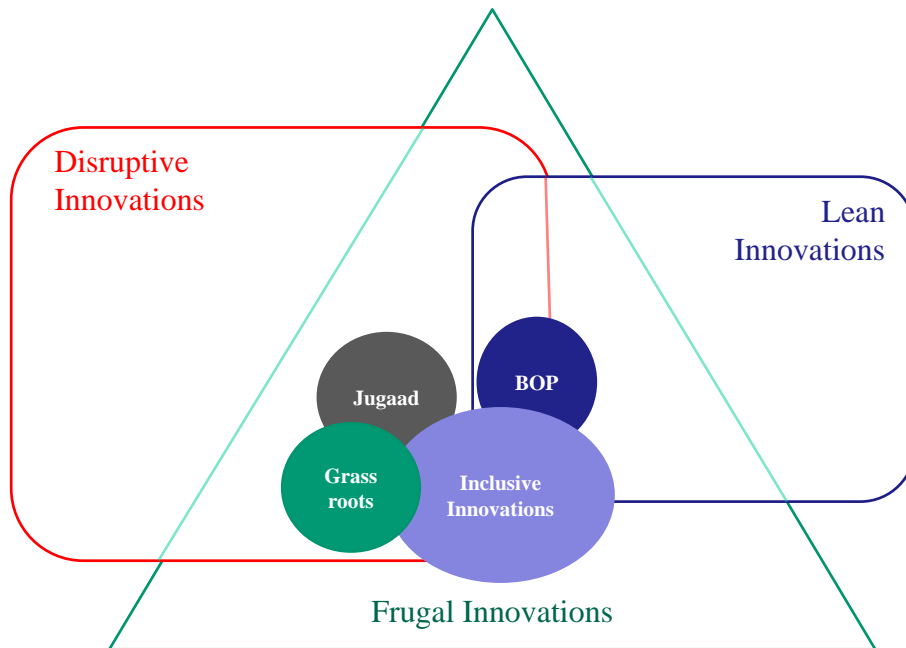 Disruptive
Innovations
Lean
Innovations
BOP
Jugaad
Grass
roots
Inclusive
Innovations
Frugal Innovations